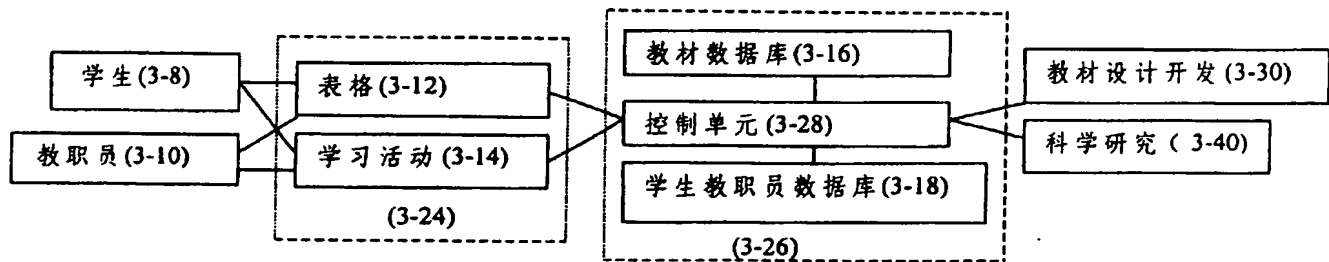 学生(3-8)
教职员(3-10)
表格(3-12)
学习活动(3-14)
(3-24)
教材数据库(3-16)
控制单元(3-28)
学生教职员数据库(3-18)
(3-26)
教材设计开发(3-30)
科学研究( 3-40)